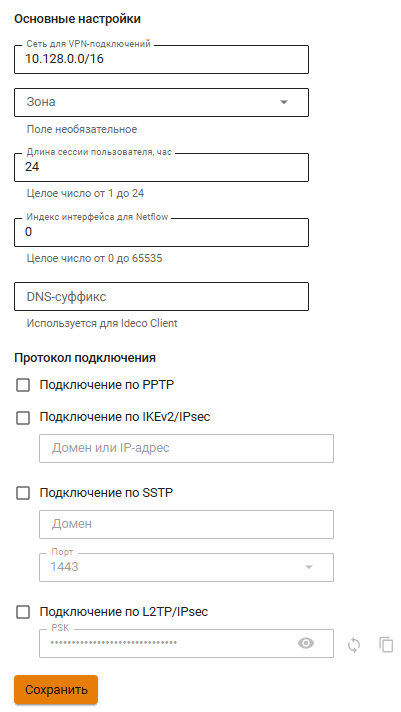 Основные настройки
Сеть для VPN-подключений
10.128.0.0/16
Зона
Поле необязательное
Длина сессии пользователя, час
24
Целое число от 1 до 24
Индекс интерфейса для Netflow
0
Целое число от 0 до 65535
DNS-суффикс
Используется для Ideco Client
Протокол подключения
Подключение по PPTP
Подключение по IKEv2/IPsec
Домен или IP-адрес
Подключение по SSTP
Домен
Порт
1443
Подключение по L2TP/IPsec
PSK
••••••••••••••••••••••••••••••
Сохранить